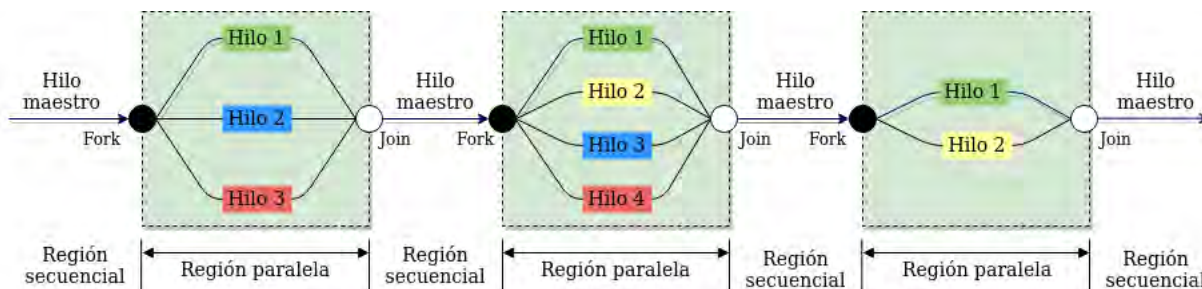 Hilo 1
Hilo 2
Hilo 3
Hilo 1
Hilo 2
Hilo 3
Hilo 4
Hilo 1
Hilo 2
Hilo
maestro
Fork
Join
Hilo
maestro
Fork
Join
Hilo
maestro
Fork
Join
Hilo
maestro
Región
secuencial
Región paralela
Región
secuencial
Región paralela
Región
secuencial
Región paralela
Región
secuencial